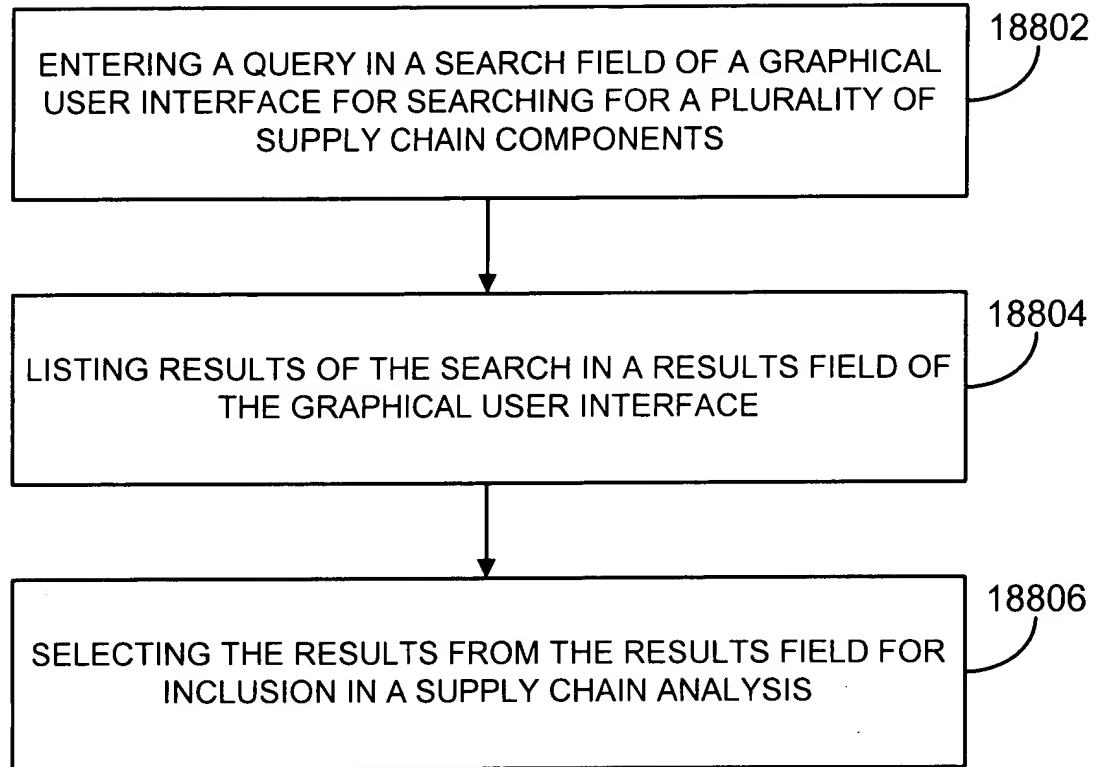 18802
ENTERING A QUERY IN A SEARCH FIELD OF A GRAPHICAL
USER INTERFACE FOR SEARCHING FOR A PLURALITY OF
SUPPLY CHAIN COMPONENTS
18804
LISTING RESULTS OF THE SEARCH IN A RESULTS FIELD OF
THE GRAPHICAL USER INTERFACE
18806
SELECTING THE RESULTS FROM THE RESULTS FIELD FOR
INCLUSION IN A SUPPLY CHAIN ANALYSIS